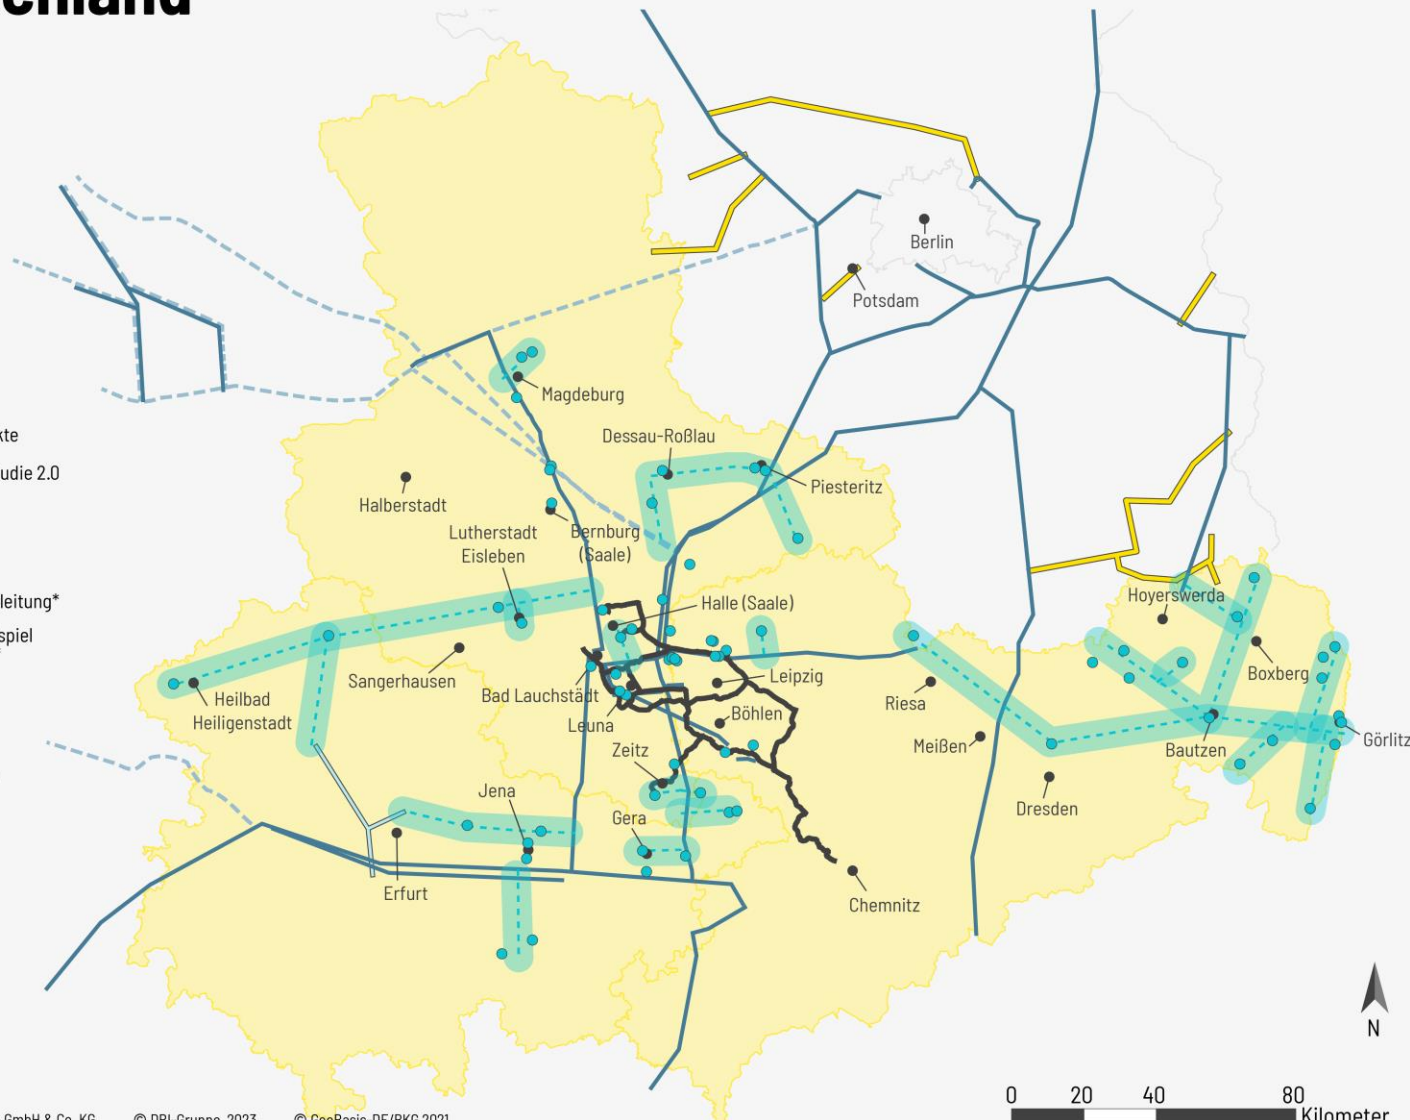 Berlin
Potsdam
Magdeburg
kte
Dessau-Roßlau
udie 2.0
Piesteritz
Halberstadt
Lutherstadt
Eisleben
Bernburg
(Saale)
leitung*
Hoyerswerda
Halle (Saale)
spiel
Boxberg
Sangerhausen
Leipzig
Heilbad
Heiligenstadt
Bad Lauchstädt
Riesa
Böhlen
Leuna
Görlitz
Meißen
Bautzen
Zeitz
Jena
Dresden
Gera
Erfurt
Chemnitz
N
0 20 40 80
Kilometer
GmbH & Co. KG © DBI-Gruppe, 2023 © GeoBasis-DE/BKG 2021